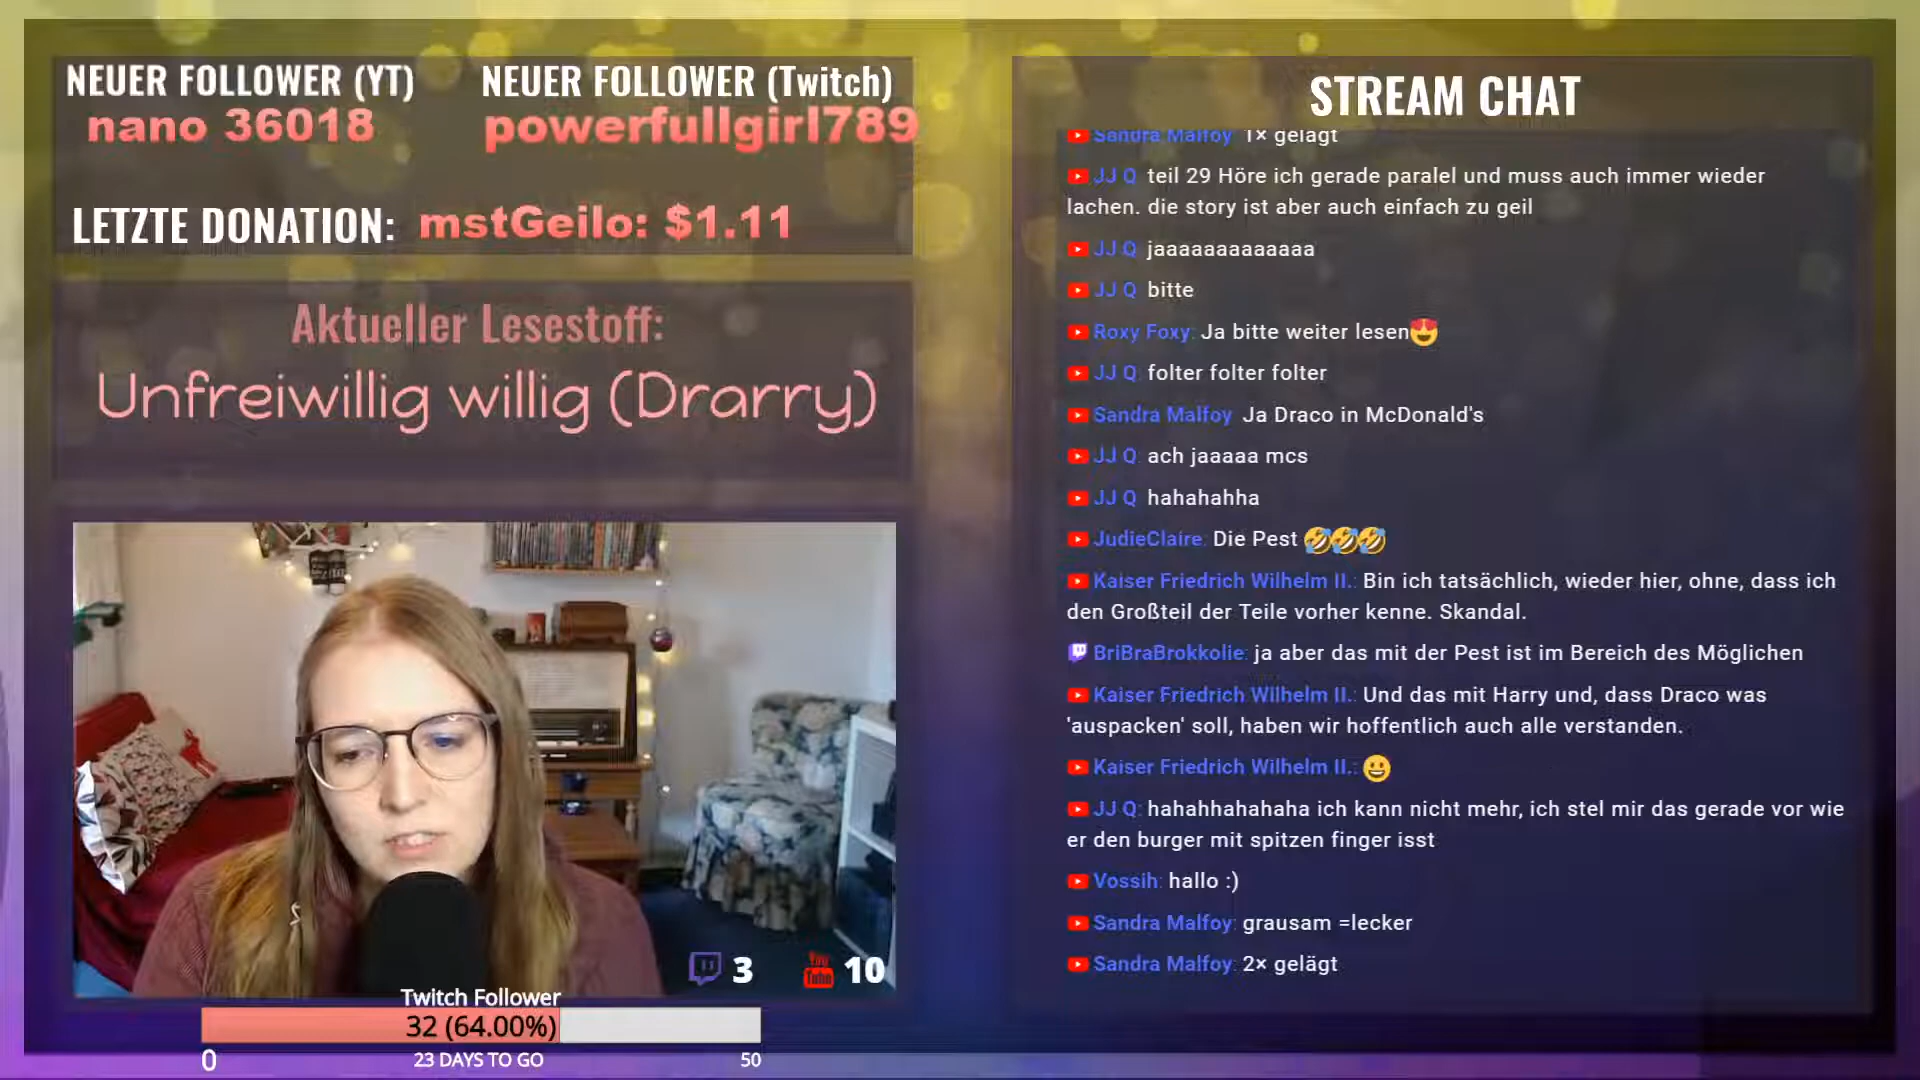 NEUER FOLLOWER (YT)
nano 36018
NEUER FOLLOWER (Twitch)
powerfullgirl789
LETZTE DONATION: mstGeilo: $1.11
Aktueller Lesestoff:
Unfreiwillig willig (Drarry)
3
You
Tube
10
Twitch Follower
32 (64.00%)
0
23 DAYS TO GO
50
STREAM CHAT
Sandra Malfoy: 1× gelägt
JJ Q: teil 29 Höre ich gerade paralel und muss auch immer wieder
lachen. die story ist aber auch einfach zu geil
JJ Q: jaaaaaaaaaaaaa
JJ Q: bitte
Roxy Foxy: Ja bitte weiter lesen😍
JJ Q: folter folter folter
Sandra Malfoy: Ja Draco in McDonald's
JJ Q: ach jaaaaa mcs
JJ Q: hahahahha
JudieClaire: Die Pest 🤣🤣🤣
Kaiser Friedrich Wilhelm II.: Bin ich tatsächlich, wieder hier, ohne, dass ich
den Großteil der Teile vorher kenne. Skandal.
BriBraBrokkolie: ja aber das mit der Pest ist im Bereich des Möglichen
Kaiser Friedrich Wilhelm II.: Und das mit Harry und, dass Draco was
'auspacken' soll, haben wir hoffentlich auch alle verstanden.
Kaiser Friedrich Wilhelm II.: 😀
JJ Q: hahahhahahaha ich kann nicht mehr, ich stel mir das gerade vor wie
er den burger mit spitzen finger isst
Vossih: hallo :)
Sandra Malfoy: grausam =lecker
Sandra Malfoy: 2× gelägt